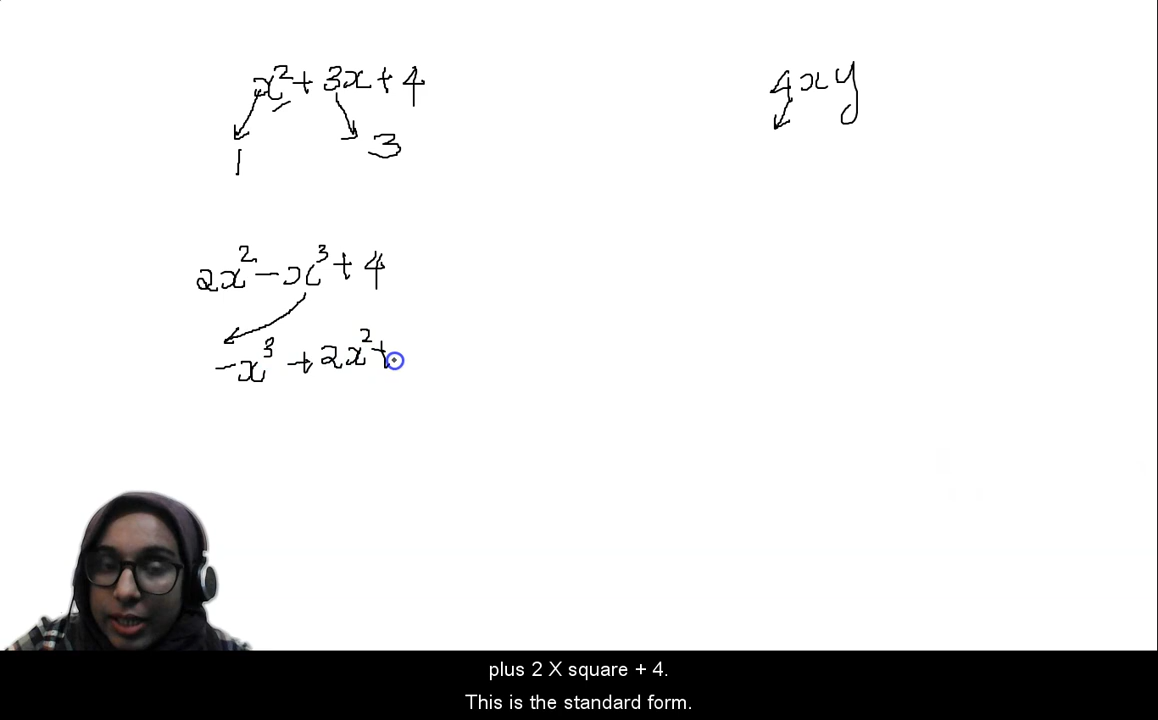 x² + 3x + 4
4xy
1
3
2x² - x³ + 4
-x³ + 2x² +
plus 2 X square + 4.
This is the standard form.